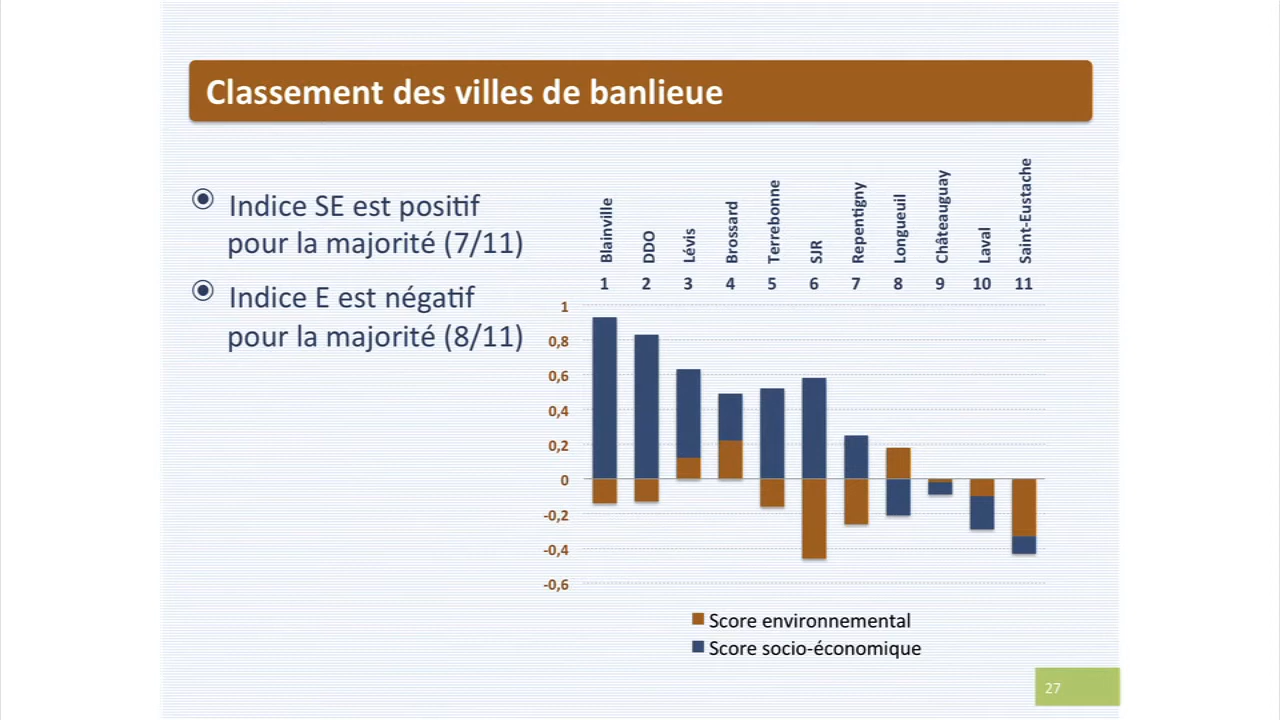 Classement des villes de banlieue
Indice SE est positif
pour la majorité (7/11)
Indice E est négatif
pour la majorité (8/11)
Blainville
DDO
Lévis
Brossard
Terrebonne
SJR
Repentigny
Longueuil
Châteauguay
Laval
Saint-Eustache
1 2 3 4 5 6 7 8 9 10 11
1
0,8
0,6
0,4
0,2
0
-0,2
-0,4
-0,6
Score environnemental
Score socio-économique
27